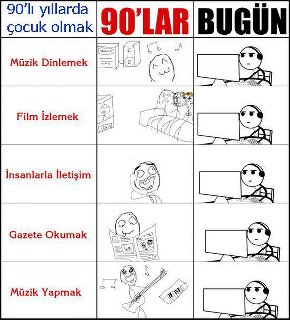 90'lı yıllarda
çocuk olmak
90'LAR
BUGÜN
Müzik Dinlemek
Film İzlemek
İnsanlarla İletişim
Gazete Okumak
Müzik Yapmak